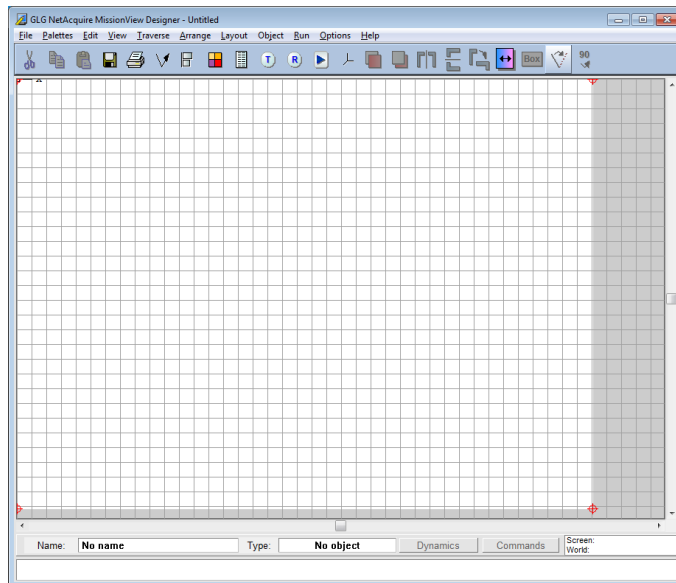 GLG NetAcquire MissionView Designer - Untitled
File Palettes Edit View Traverse Arrange Layout Object Run Options Help
T R Box 90
Name: No name Type: No object Dynamics Commands Screen:
World: